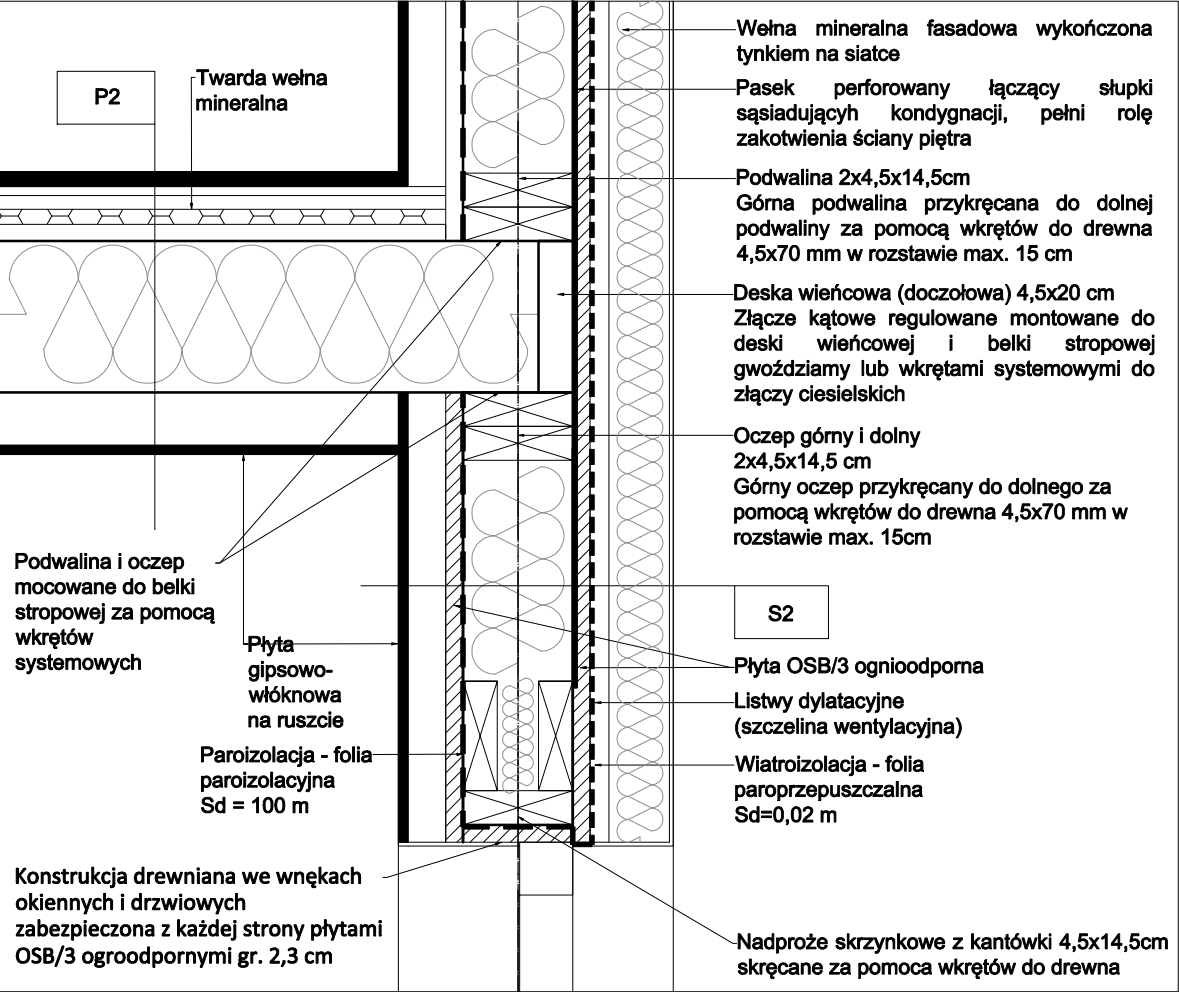 Wełna mineralna fasadowa wykończona
tynkiem na siatce
P2
Twarda wełna
mineralna
Pasek perforowany łączący słupki
sąsiadującyh kondygnacji, pełni rolę
zakotwienia ściany piętra
Podwalina 2x4,5x14,5cm
Górna podwalina przykręcana do dolnej
podwaliny za pomocą wkrętów do drewna
4,5x70 mm w rozstawie max. 15 cm
Deska wieńcowa (doczołowa) 4,5x20 cm
Złącze kątowe regulowane montowane do
deski wieńcowej i belki stropowej
gwoździamy lub wkrętami systemowymi do
złączy ciesielskich
Oczep górny i dolny
2x4,5x14,5 cm
Górny oczep przykręcany do dolnego za
pomocą wkrętów do drewna 4,5x70 mm w
rozstawie max. 15cm
Podwalina i oczep
mocowane do belki
stropowej za pomocą
wkrętów
systemowych
S2
Płyta
gipsowo-
włóknowa
na ruszcie
Płyta OSB/3 ognioodporna
Listwy dylatacyjne
(szczelina wentylacyjna)
Paroizolacja - folia
paroizolacyjna
Sd = 100 m
Wiatroizolacja - folia
paroprzepuszczalna
Sd=0,02 m
Konstrukcja drewniana we wnękach
okiennych i drzwiowych
zabezpieczona z każdej strony płytami
OSB/3 ogroodpornymi gr. 2,3 cm
Nadproże skrzynkowe z kantówki 4,5x14,5cm
skręcane za pomoca wkrętów do drewna